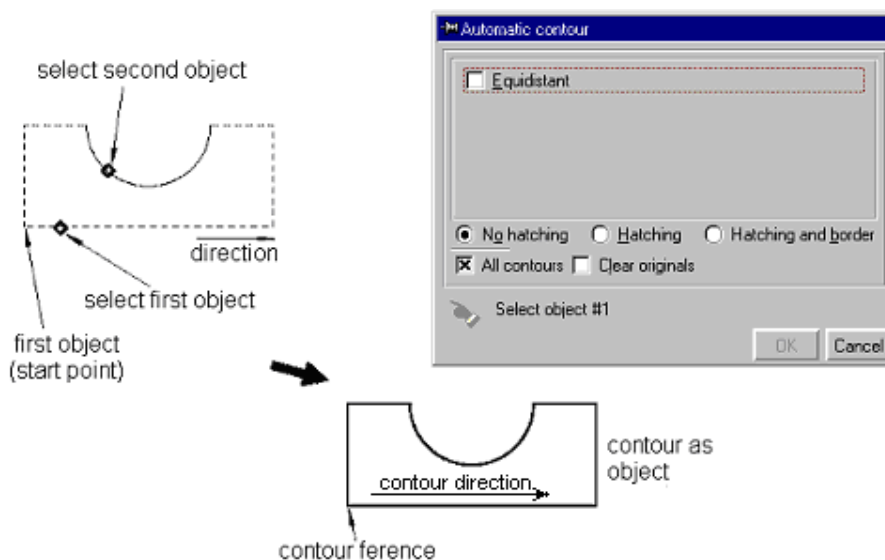 select second object
direction
select first object
first object
(start point)
Automatic contour
Equidistant
No hatching
Hatching
Hatching and border
All contours
Clear originals
Select object #1
OK
Cancel
contour as
object
contour direction
contour ference